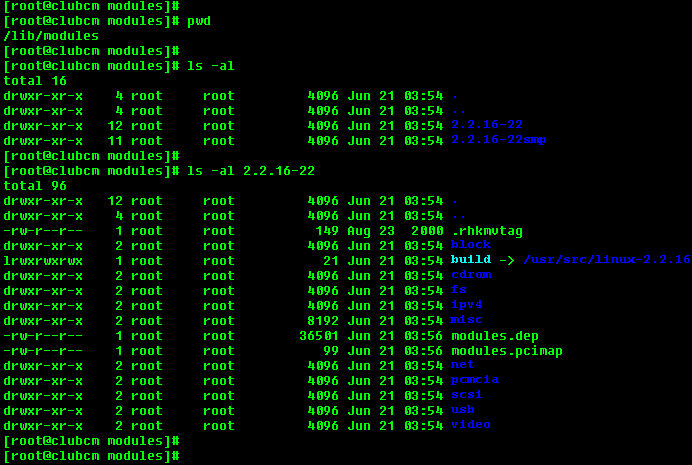 [root@clubcm modules]#
[root@clubcm modules]# pwd
/lib/modules
[root@clubcm modules]#
[root@clubcm modules]# ls -al
total 16
drwxr-xr-x 4 root root 4096 Jun 21 03:54 .
drwxr-xr-x 4 root root 4096 Jun 21 03:54 ..
drwxr-xr-x 12 root root 4096 Jun 21 03:54 2.2.16-22
drwxr-xr-x 11 root root 4096 Jun 21 03:54 2.2.16-22smp
[root@clubcm modules]#
[root@clubcm modules]# ls -al 2.2.16-22
total 96
drwxr-xr-x 12 root root 4096 Jun 21 03:54 .
drwxr-xr-x 4 root root 4096 Jun 21 03:54 ..
-rw-r--r-- 1 root root 149 Aug 23 2000 .rhkmvtag
drwxr-xr-x 2 root root 4096 Jun 21 03:54 block
lrwxrwxrwx 1 root root 21 Jun 21 03:54 build -> /usr/src/linux-2.2.16
drwxr-xr-x 2 root root 4096 Jun 21 03:54 cdrom
drwxr-xr-x 2 root root 4096 Jun 21 03:54 fs
drwxr-xr-x 2 root root 4096 Jun 21 03:54 ipv4
drwxr-xr-x 2 root root 8192 Jun 21 03:54 misc
-rw-r--r-- 1 root root 36501 Jun 21 03:56 modules.dep
-rw-r--r-- 1 root root 99 Jun 21 03:56 modules.pcimap
drwxr-xr-x 2 root root 4096 Jun 21 03:54 net
drwxr-xr-x 2 root root 4096 Jun 21 03:54 pcmcia
drwxr-xr-x 2 root root 4096 Jun 21 03:54 scsi
drwxr-xr-x 2 root root 4096 Jun 21 03:54 usb
drwxr-xr-x 2 root root 4096 Jun 21 03:54 video
[root@clubcm modules]#
[root@clubcm modules]#